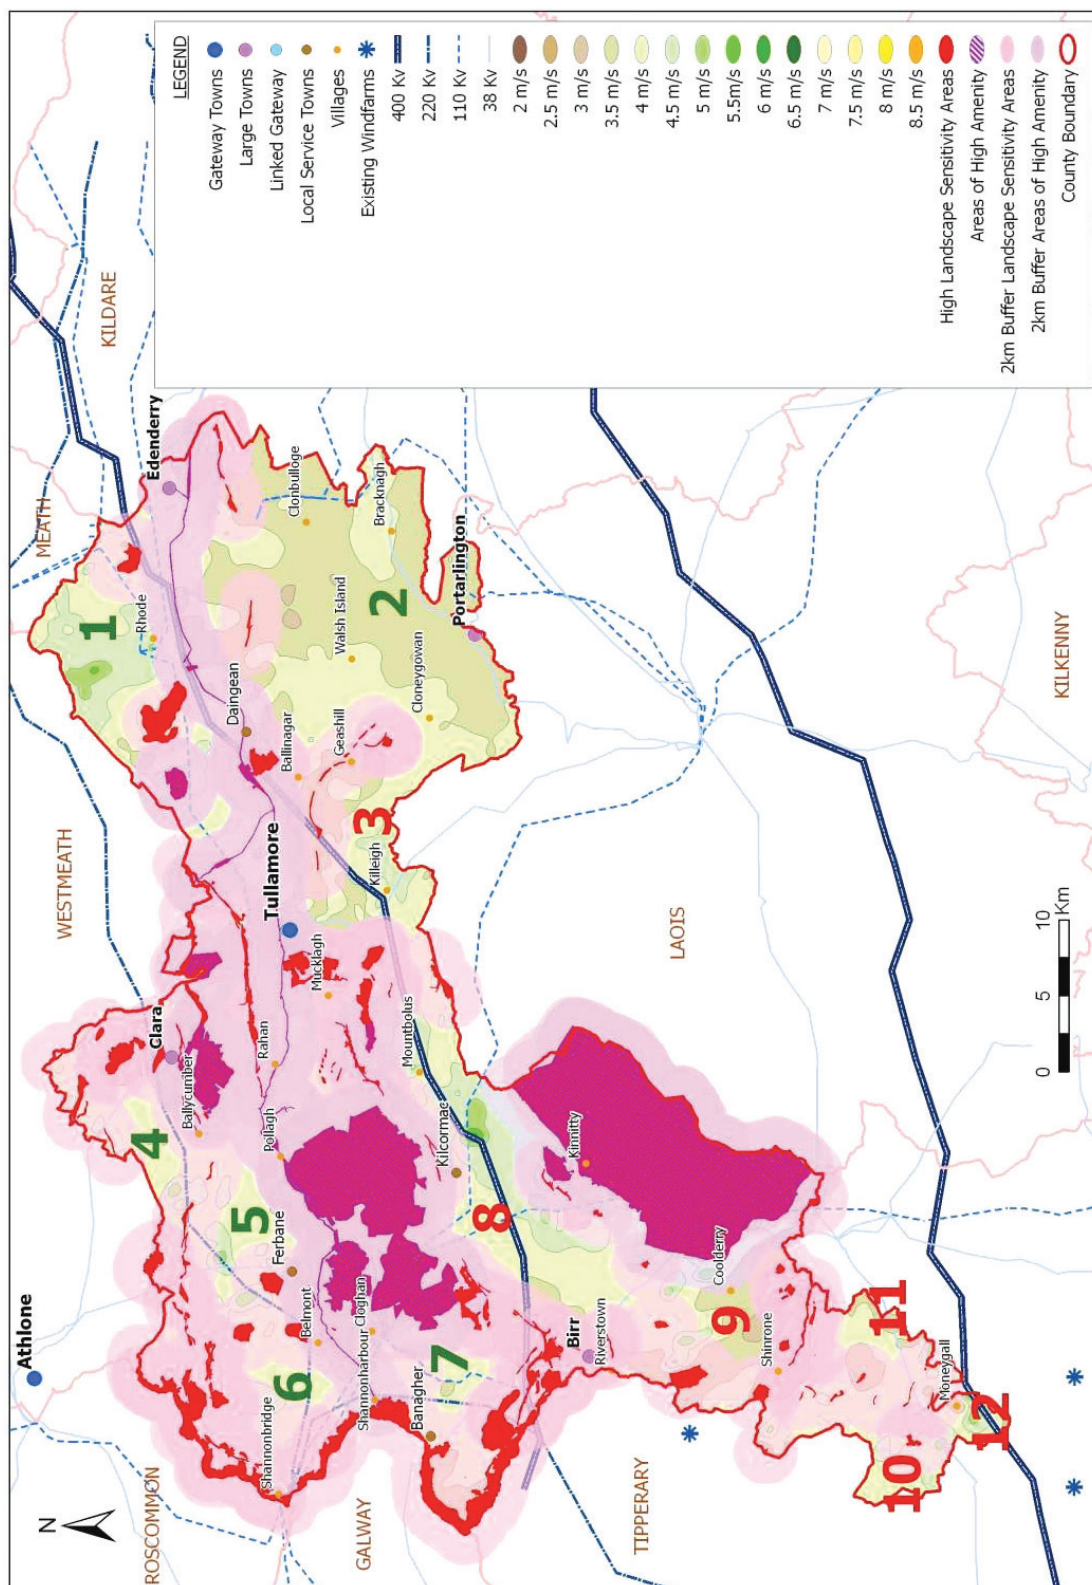 N
Athlone
ROSCOMMON
WESTMEATH
MEATH
KILDARE
GALWAY
TIPPERARY
LAOIS
KILKENNY
1
2
3
4
5
6
7
8
9
10
11
12
Edenderry
Rhode
Clonbulloge
Bracknagh
Portarlington
Walsh Island
Cloneygowan
Daingean
Ballinagar
Geashill
Killeigh
Tullamore
Mucklagh
Clara
Ballycumber
Rahan
Pollagh
Mountbolus
Kilcormac
Kinnitty
Ferbane
Belmont
Cloghan
Shannonharbour
Shannonbridge
Banagher
Birr
Riverstown
Coolderry
Shinrone
Moneygall
0 5 10
Km
LEGEND
Gateway Towns
Large Towns
Linked Gateway
Local Service Towns
Villages
Existing Windfarms
400 Kv
220 Kv
110 Kv
38 Kv
2 m/s
2.5 m/s
3 m/s
3.5 m/s
4 m/s
4.5 m/s
5 m/s
5.5m/s
6 m/s
6.5 m/s
7 m/s
7.5 m/s
8 m/s
8.5 m/s
High Landscape Sensitivity Areas
Areas of High Amenity
2km Buffer Landscape Sensitivity Areas
2km Buffer Areas of High Amenity
County Boundary